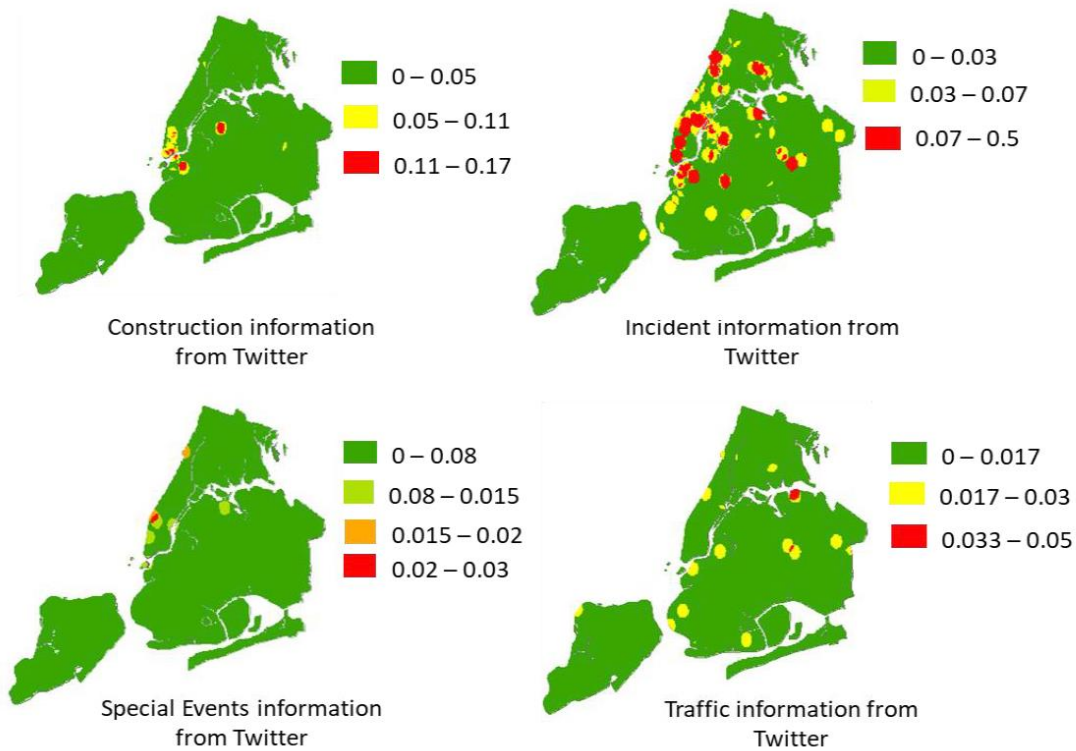 0 – 0.05
0.05 – 0.11
0.11 – 0.17
Construction information
from Twitter
0 – 0.03
0.03 – 0.07
0.07 – 0.5
Incident information from
Twitter
0 – 0.08
0.08 – 0.015
0.015 – 0.02
0.02 – 0.03
Special Events information
from Twitter
0 – 0.017
0.017 – 0.03
0.033 – 0.05
Traffic information from
Twitter